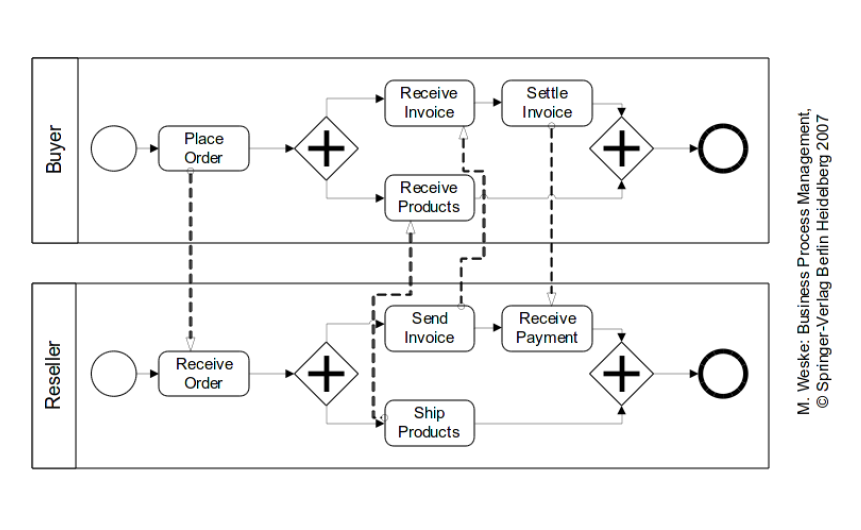 Buyer
Place
Order
Receive
Invoice
Settle
Invoice
Receive
Products
Reseller
Receive
Order
Send
Invoice
Receive
Payment
Ship
Products
M. Weske: Business Process Management,
© Springer-Verlag Berlin Heidelberg 2007